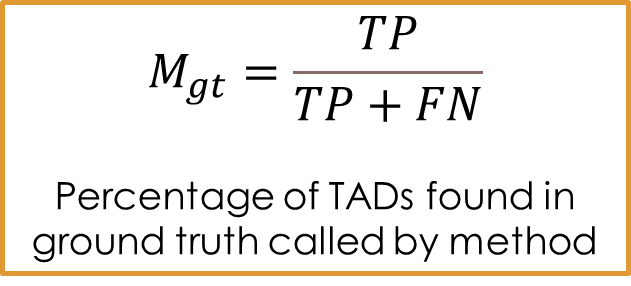 M_gt = TP / (TP + FN)
Percentage of TADs found in
ground truth called by method